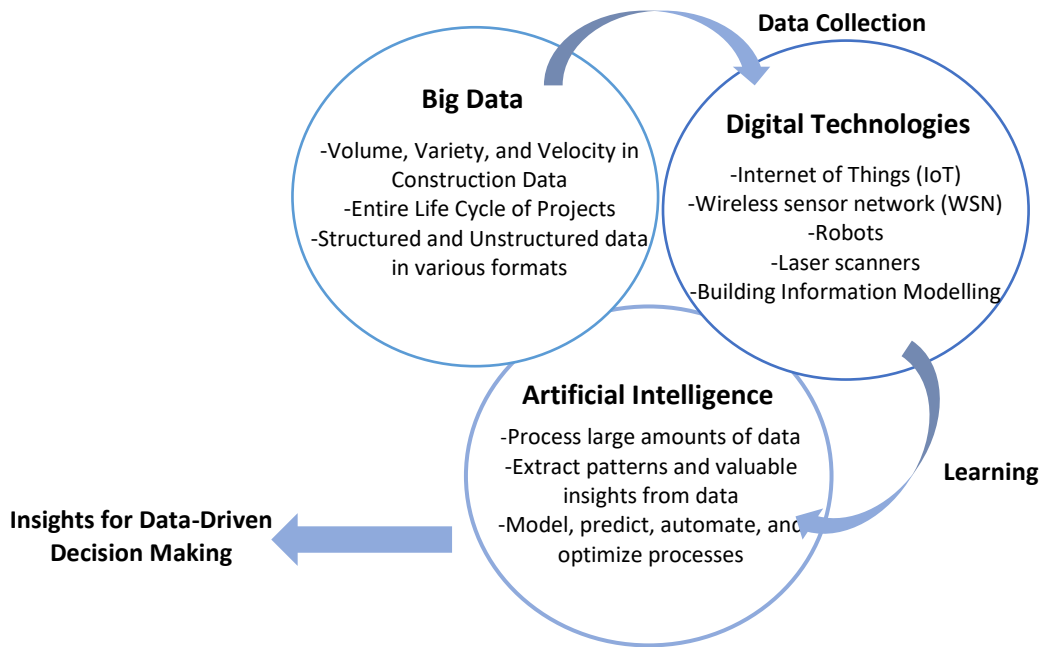 Data Collection
Big Data
-Volume, Variety, and Velocity in
Construction Data
-Entire Life Cycle of Projects
-Structured and Unstructured data
in various formats
Digital Technologies
-Internet of Things (IoT)
-Wireless sensor network (WSN)
-Robots
-Laser scanners
-Building Information Modelling
Artificial Intelligence
-Process large amounts of data
-Extract patterns and valuable
insights from data
-Model, predict, automate, and
optimize processes
Learning
Insights for Data-Driven
Decision Making